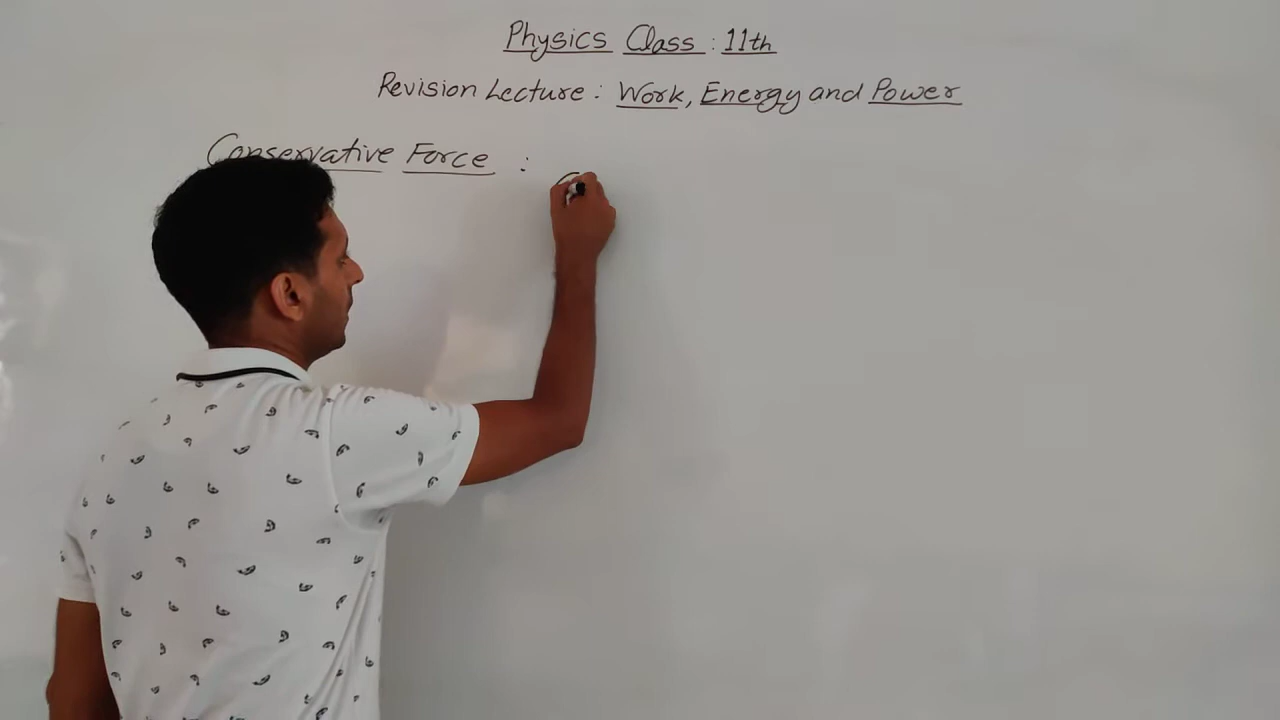 Physics Class : 11th
Revision Lecture : Work, Energy and Power
Conservative Force :